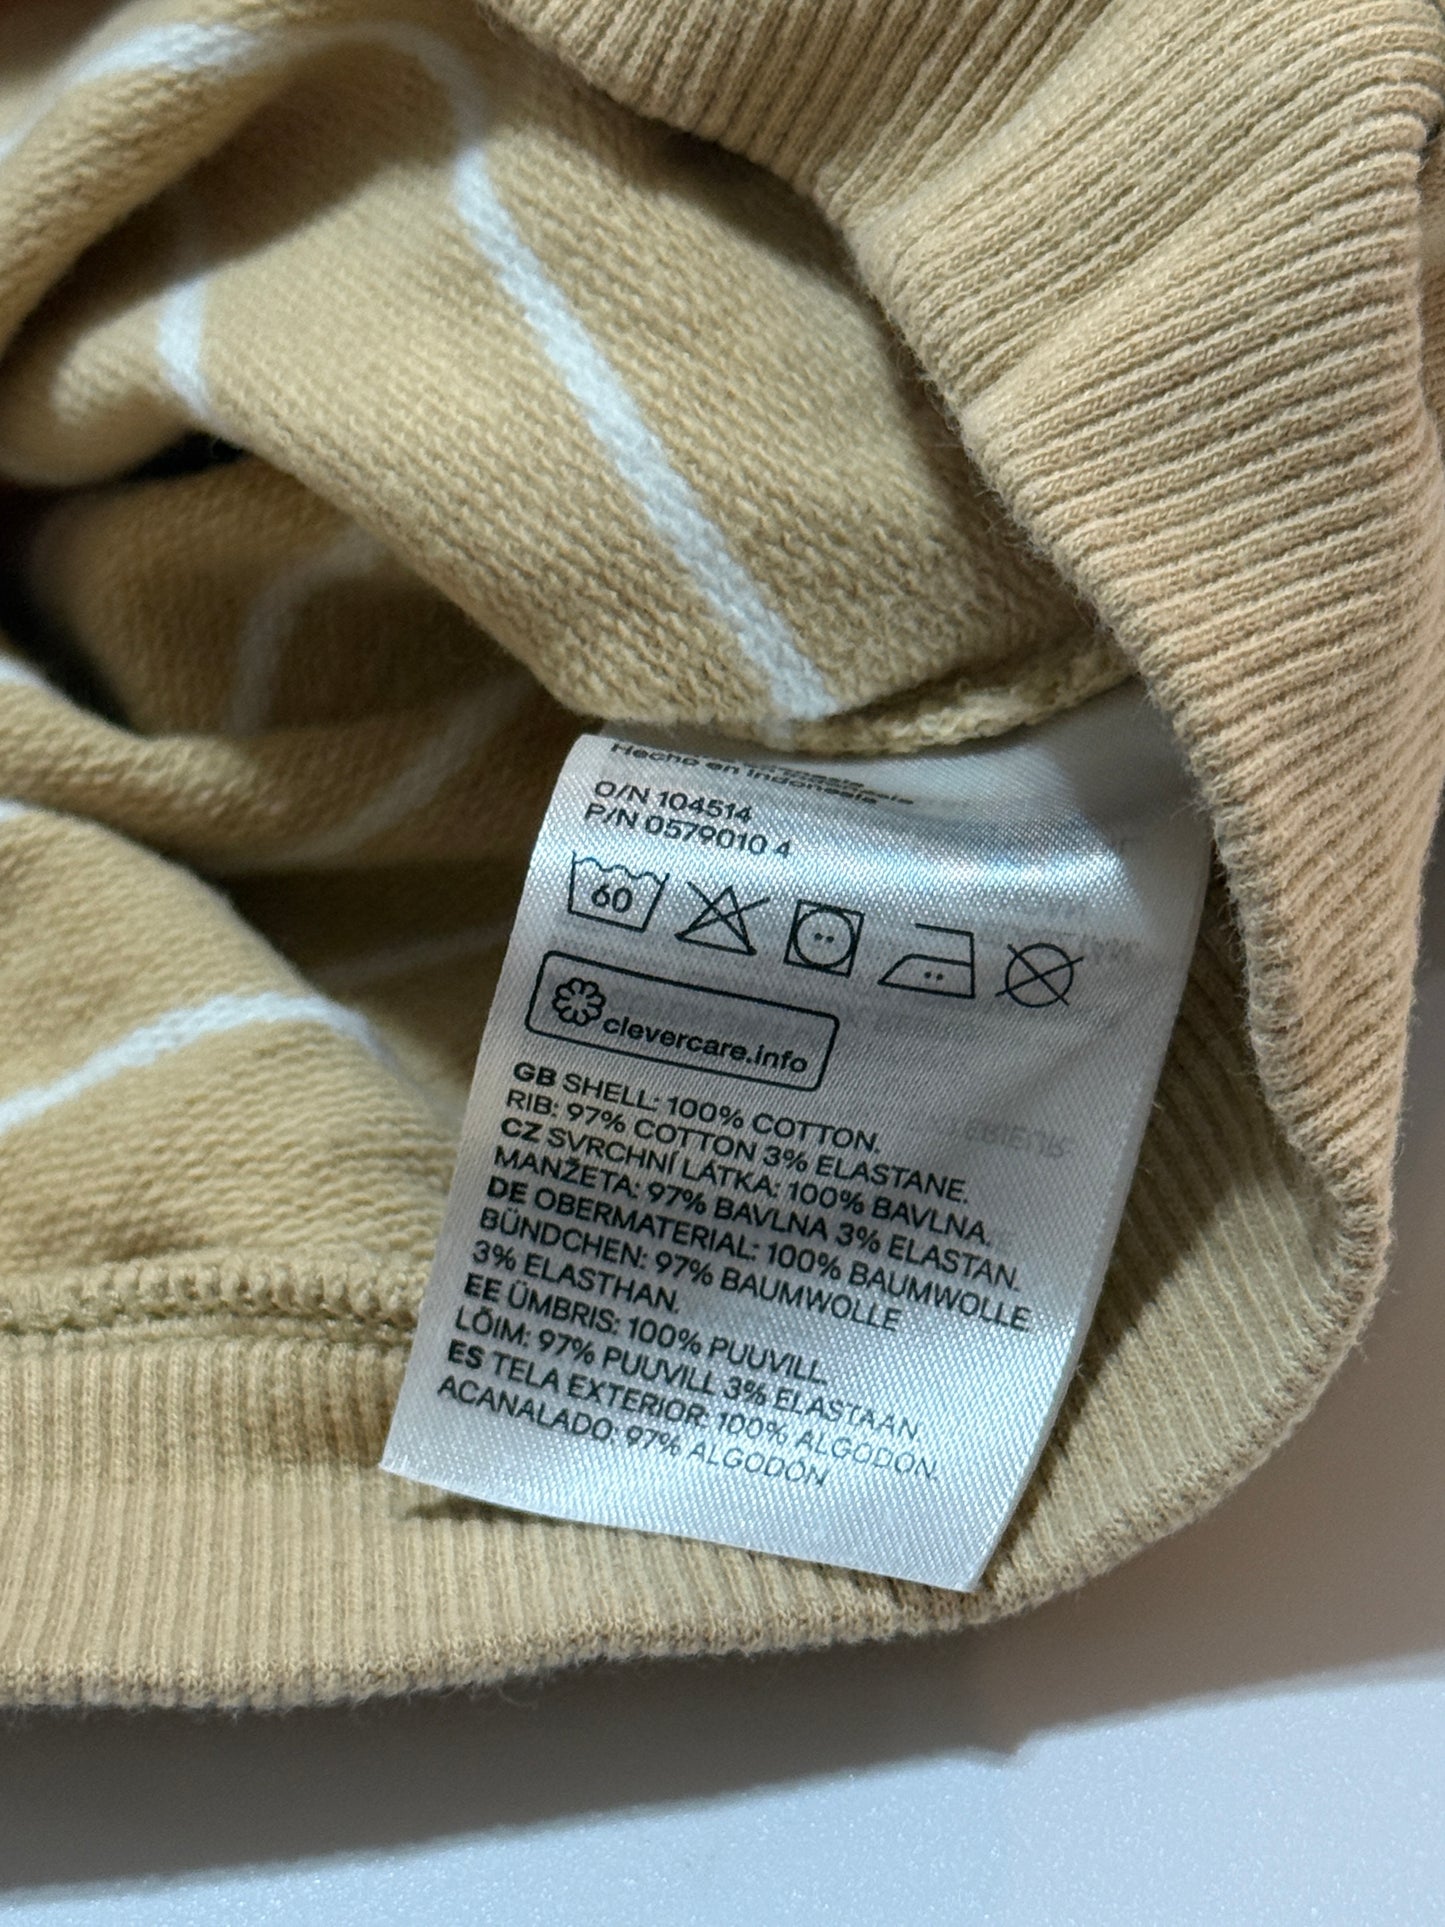 Hecho en Indonesia
O/N 104514
P/N 0579010 4
60
clevercare.info
GB SHELL: 100% COTTON.
RIB: 97% COTTON 3% ELASTANE.
CZ SVRCHNÍ LÁTKA: 100% BAVLNA.
MANŽETA: 97% BAVLNA 3% ELASTAN.
DE OBERMATERIAL: 100% BAUMWOLLE
BÜNDCHEN: 97% BAUMWOLLE
3% ELASTHAN.
EE ÜMBRIS: 100% PUUVILL.
LÕIM: 97% PUUVILL 3% ELASTAAN.
ES TELA EXTERIOR: 100% ALGODÓN.
ACANALADO: 97% ALGODÓN